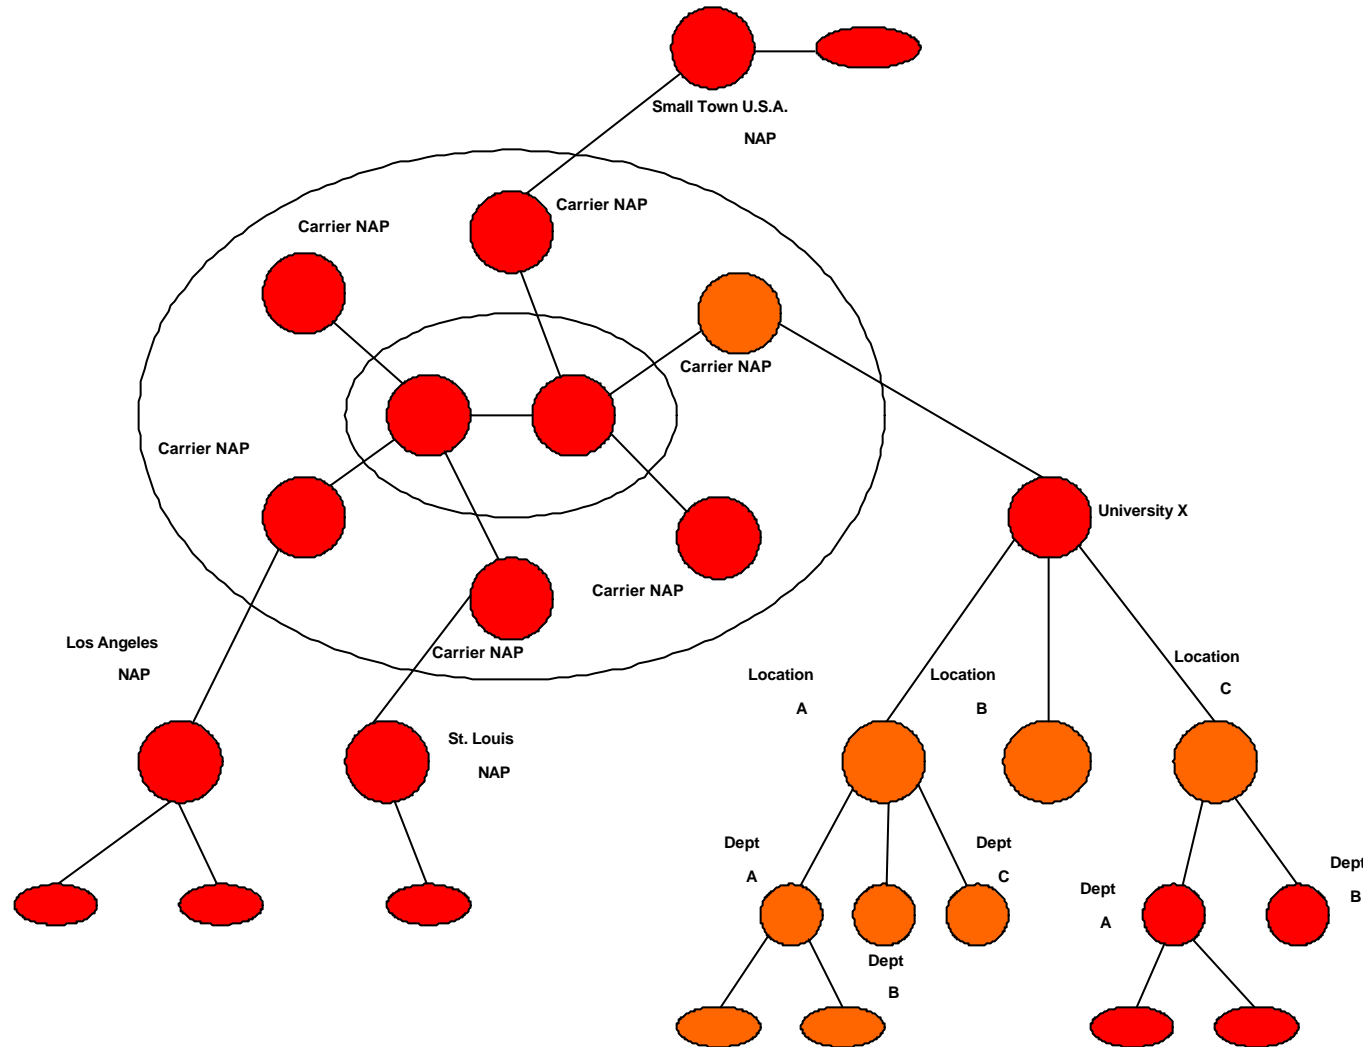 Small Town U.S.A.
NAP
Carrier NAP
Carrier NAP
Carrier NAP
Carrier NAP
University X
Carrier NAP
Los Angeles
NAP
Carrier NAP
Location
A
Location
B
Location
C
St. Louis
NAP
Dept
A
Dept
C
Dept
A
Dept
B
Dept
B